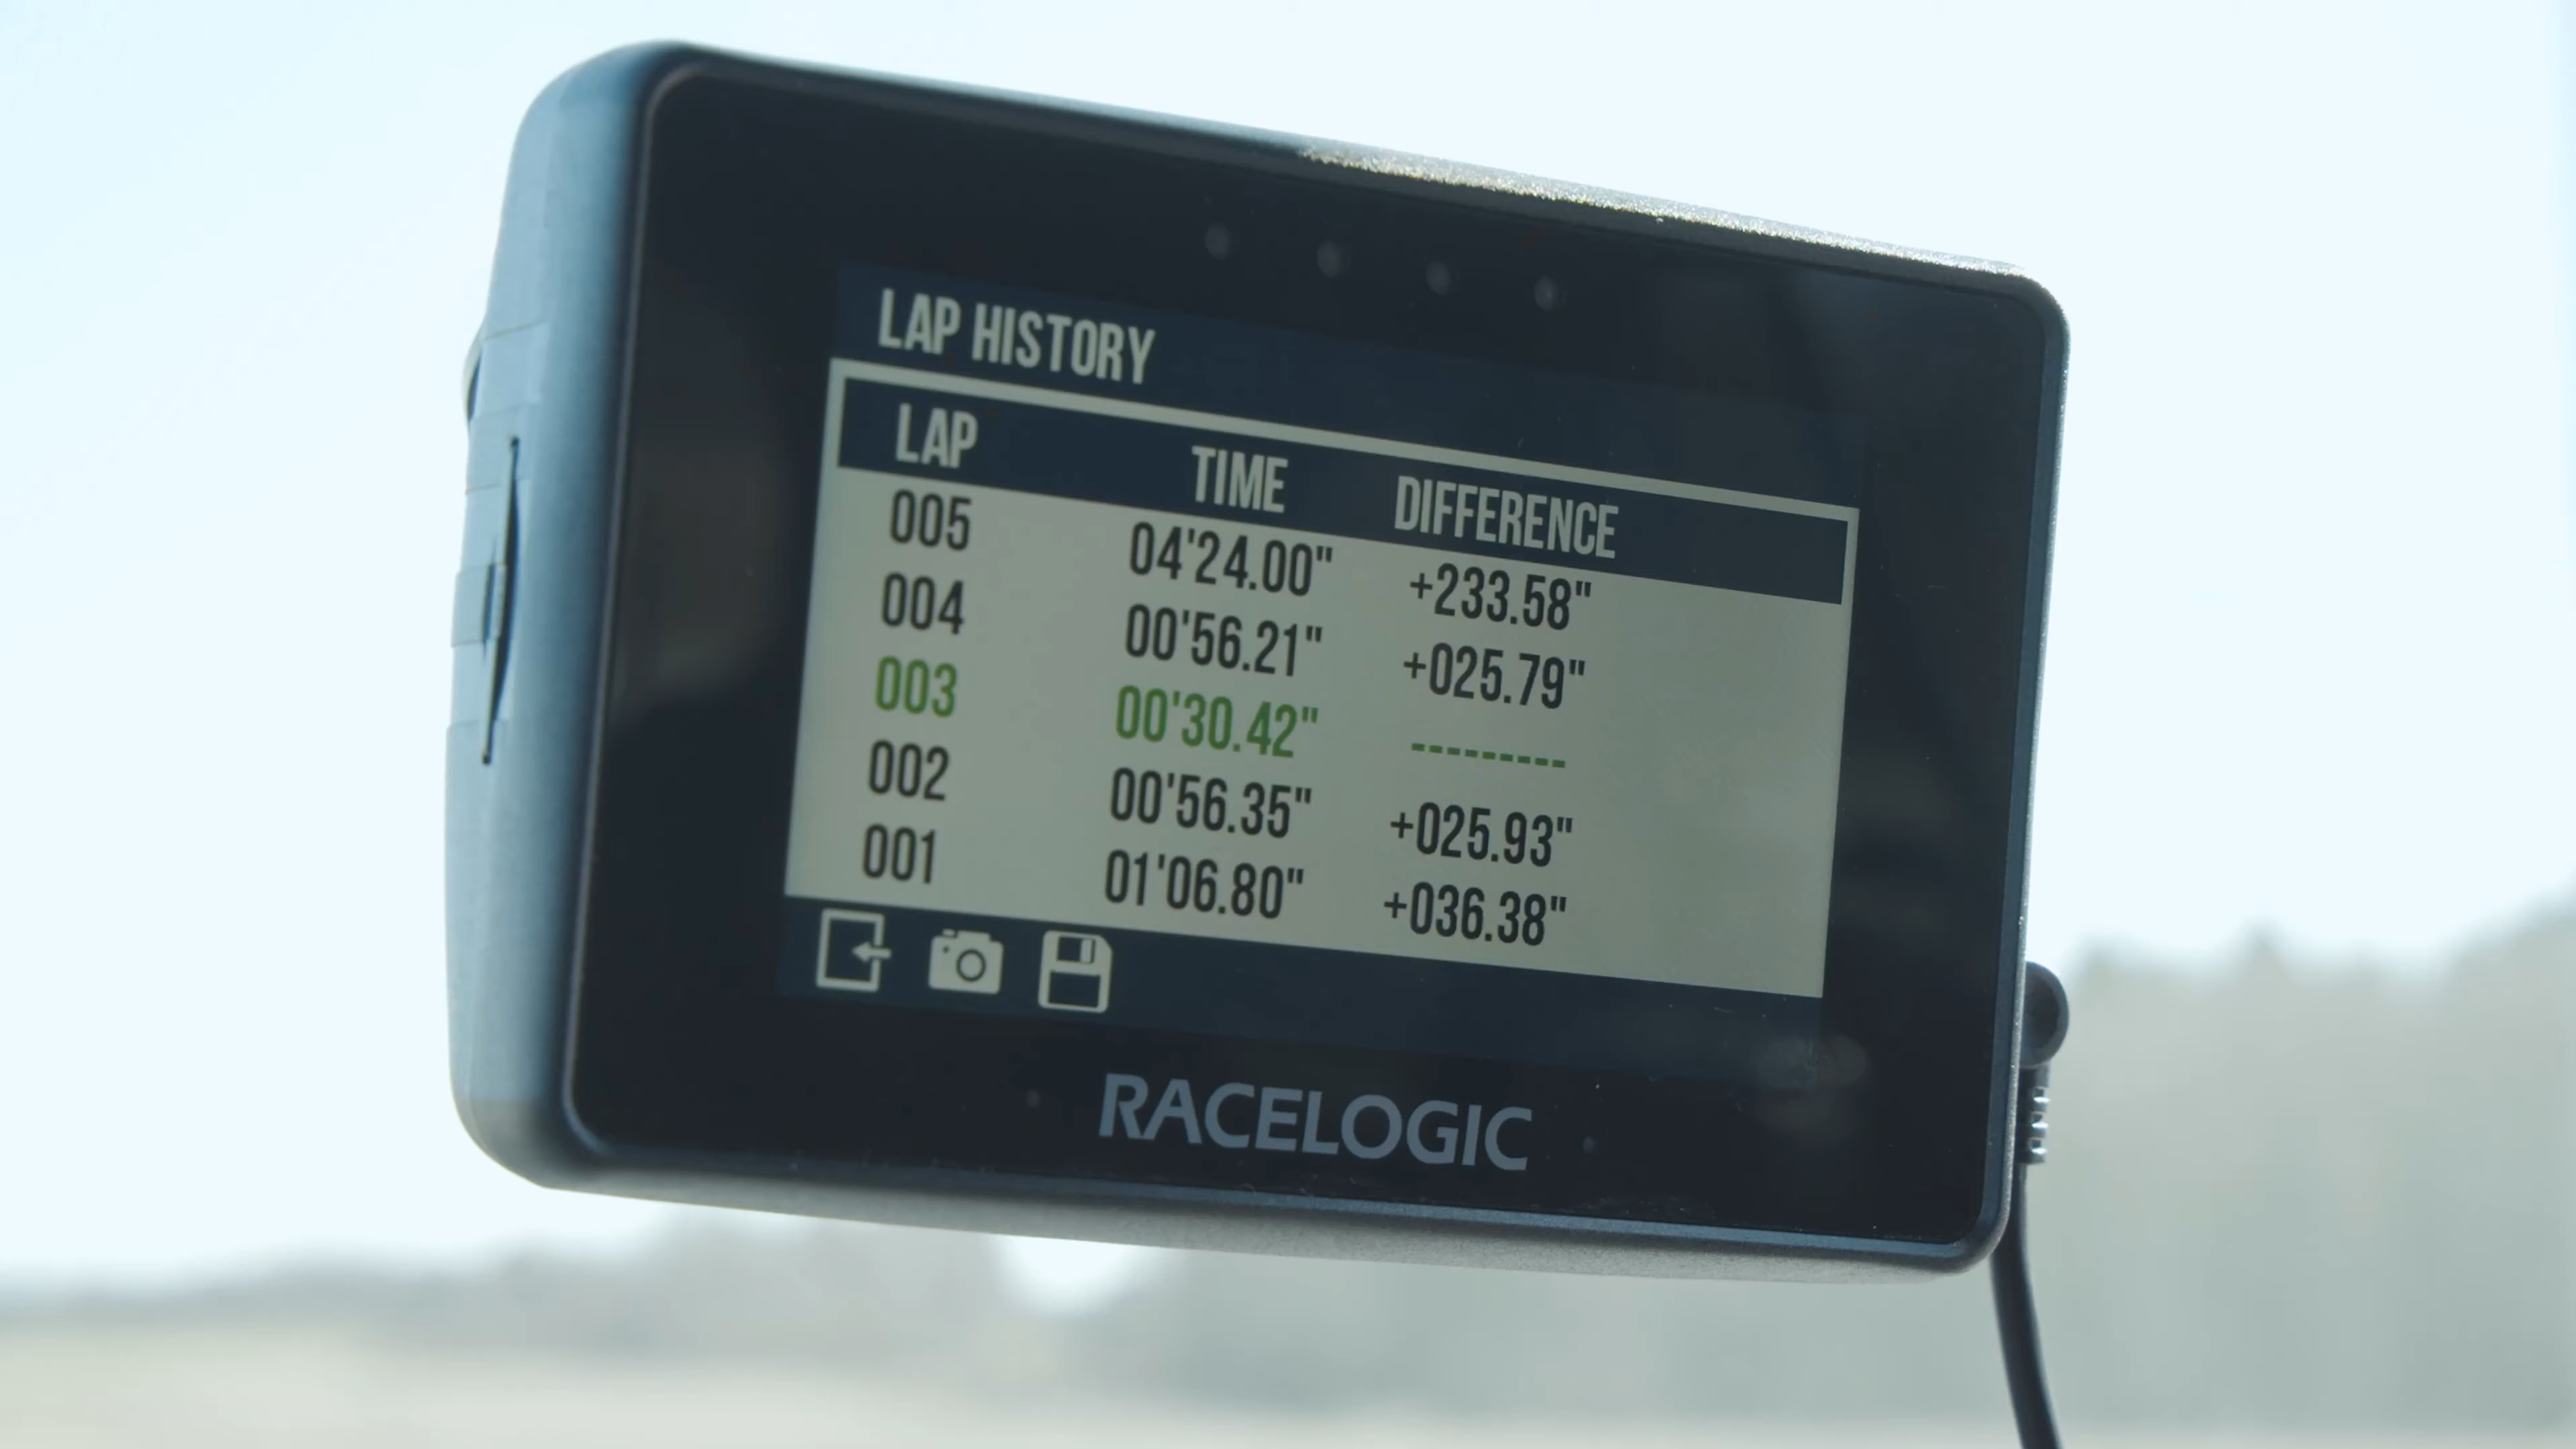 LAP HISTORY
LAP TIME DIFFERENCE
005 04'24.00" +233.58"
004 00'56.21" +025.79"
003 00'30.42" ---------
002 00'56.35" +025.93"
001 01'06.80" +036.38"
RACELOGIC